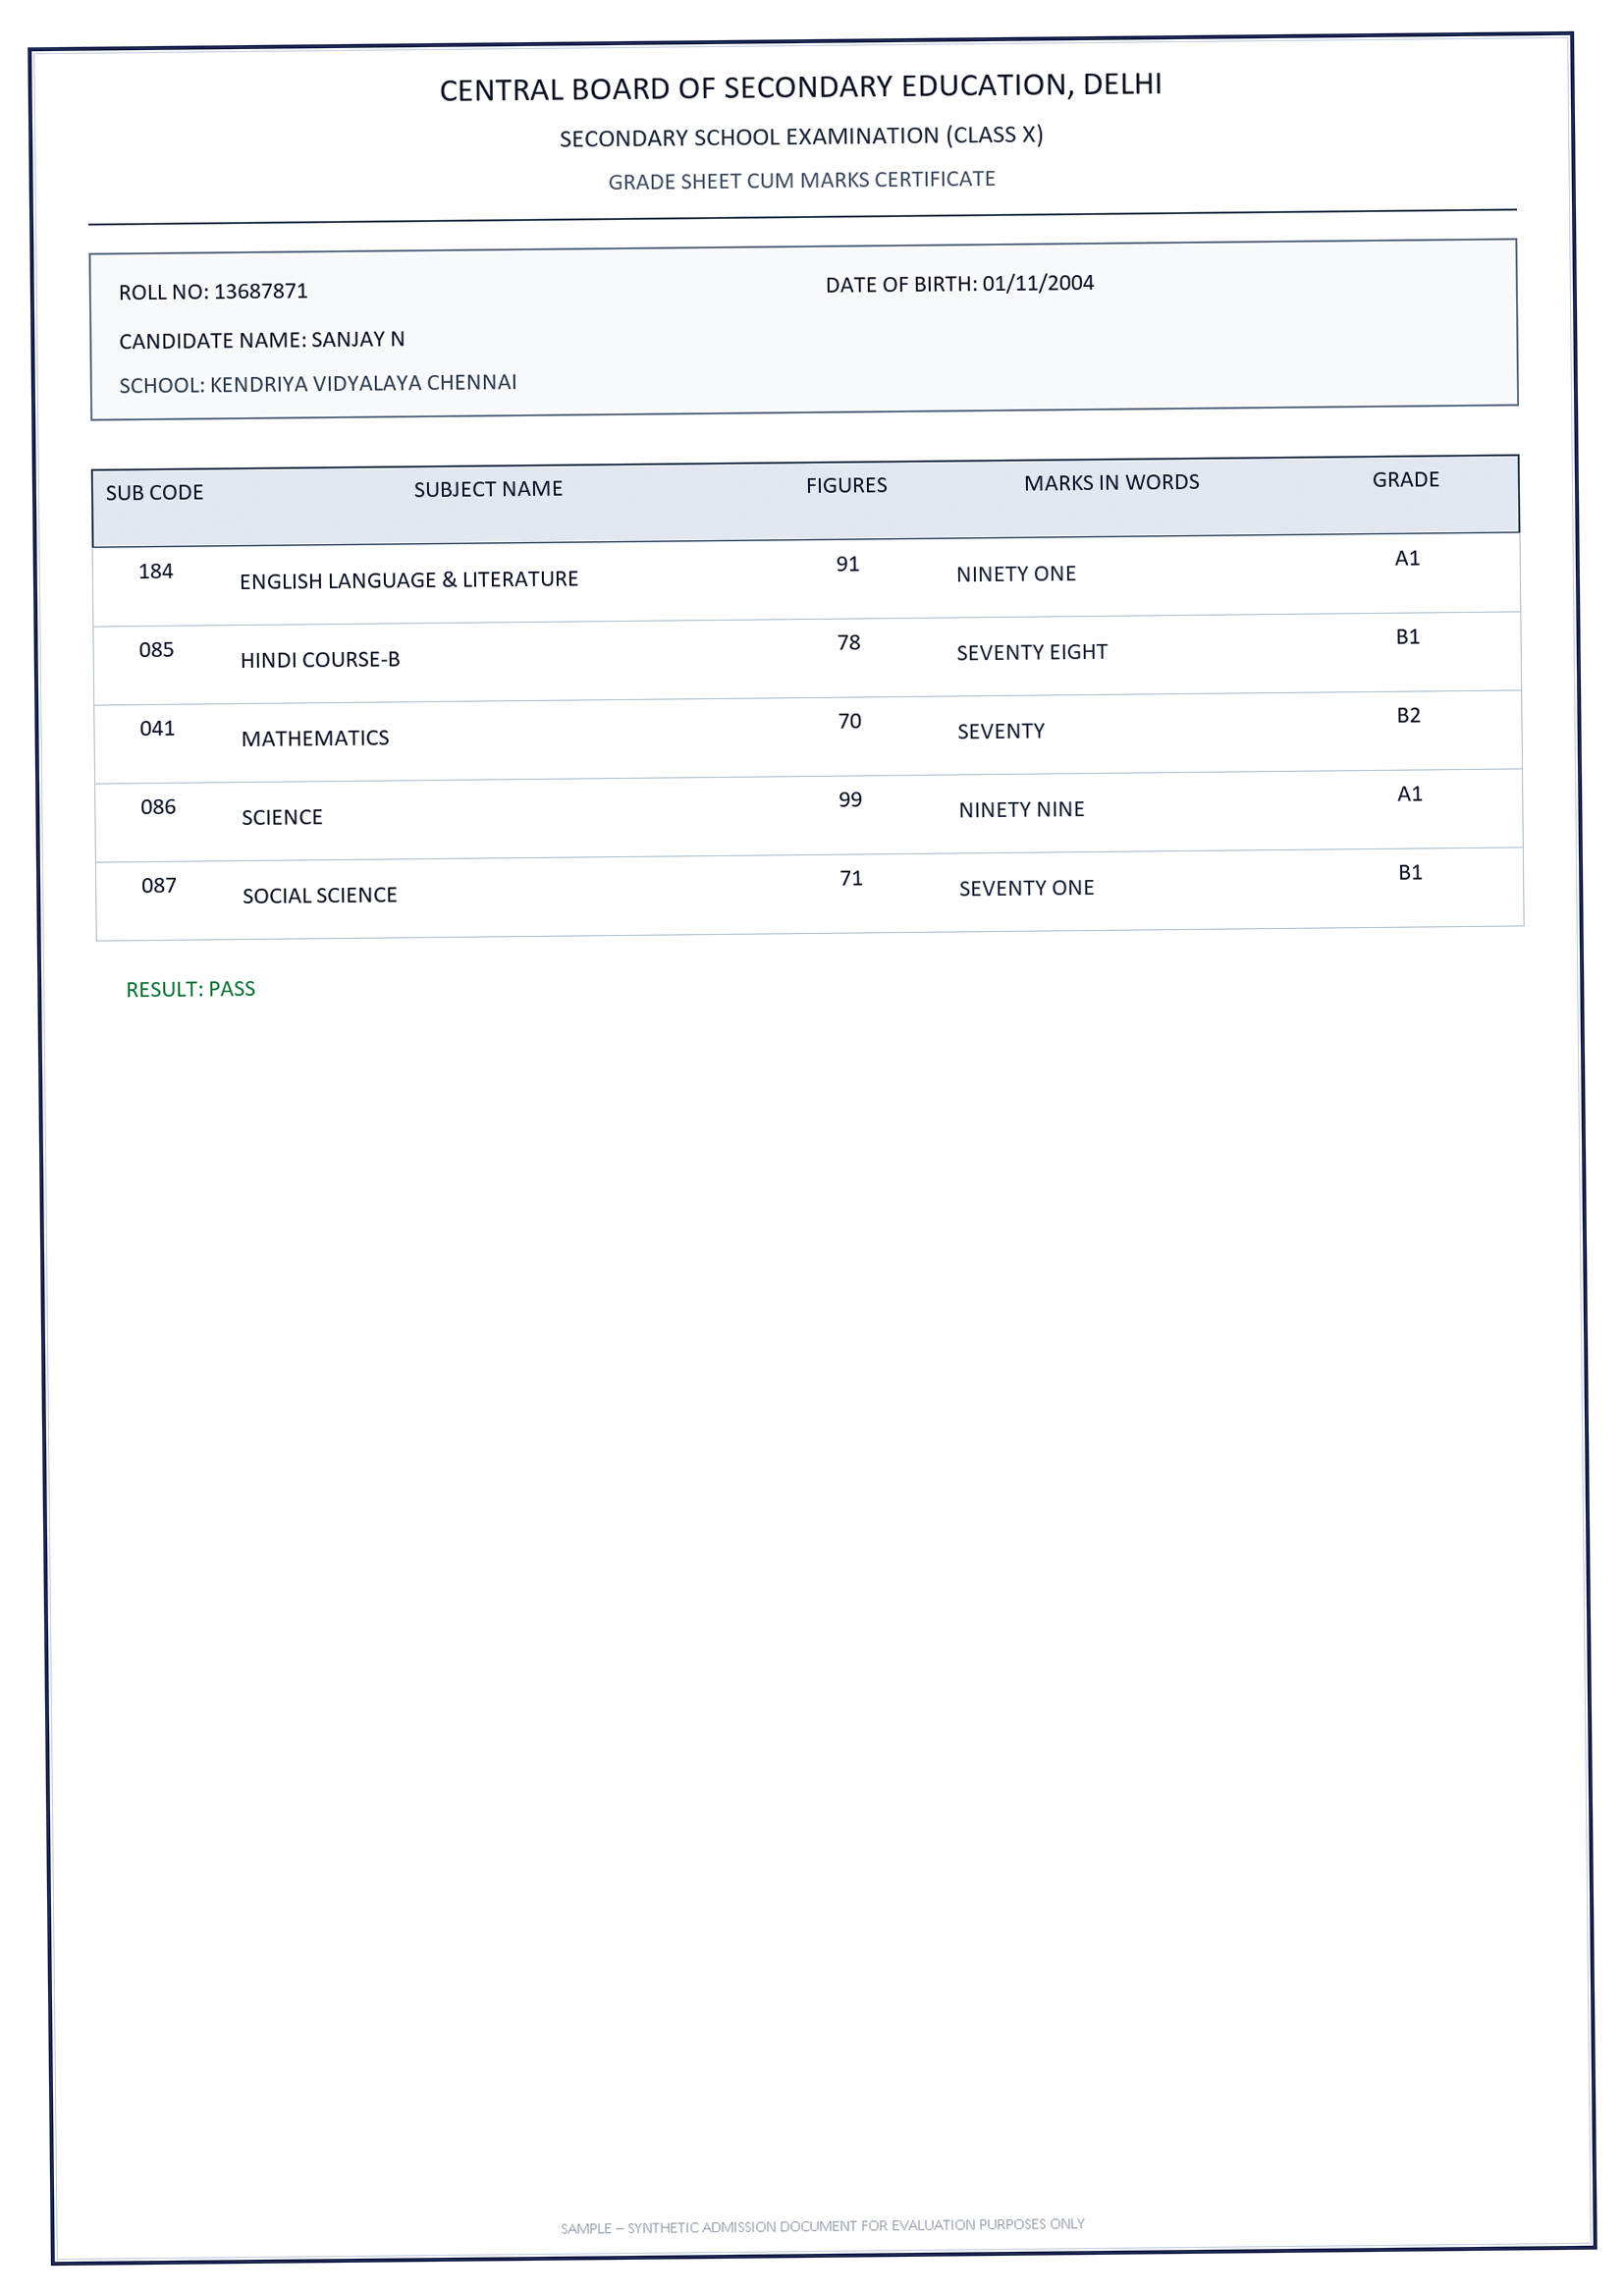 CENTRAL BOARD OF SECONDARY EDUCATION, DELHI
SECONDARY SCHOOL EXAMINATION (CLASS X)
GRADE SHEET CUM MARKS CERTIFICATE
ROLL NO: 13687871 DATE OF BIRTH: 01/11/2004
CANDIDATE NAME: SANJAY N
SCHOOL: KENDRIYA VIDYALAYA CHENNAI
SUB CODE SUBJECT NAME FIGURES MARKS IN WORDS GRADE
184 ENGLISH LANGUAGE & LITERATURE 91 NINETY ONE A1
085 HINDI COURSE-B 78 SEVENTY EIGHT B1
041 MATHEMATICS 70 SEVENTY B2
086 SCIENCE 99 NINETY NINE A1
087 SOCIAL SCIENCE 71 SEVENTY ONE B1
RESULT: PASS
SAMPLE – SYNTHETIC ADMISSION DOCUMENT FOR EVALUATION PURPOSES ONLY